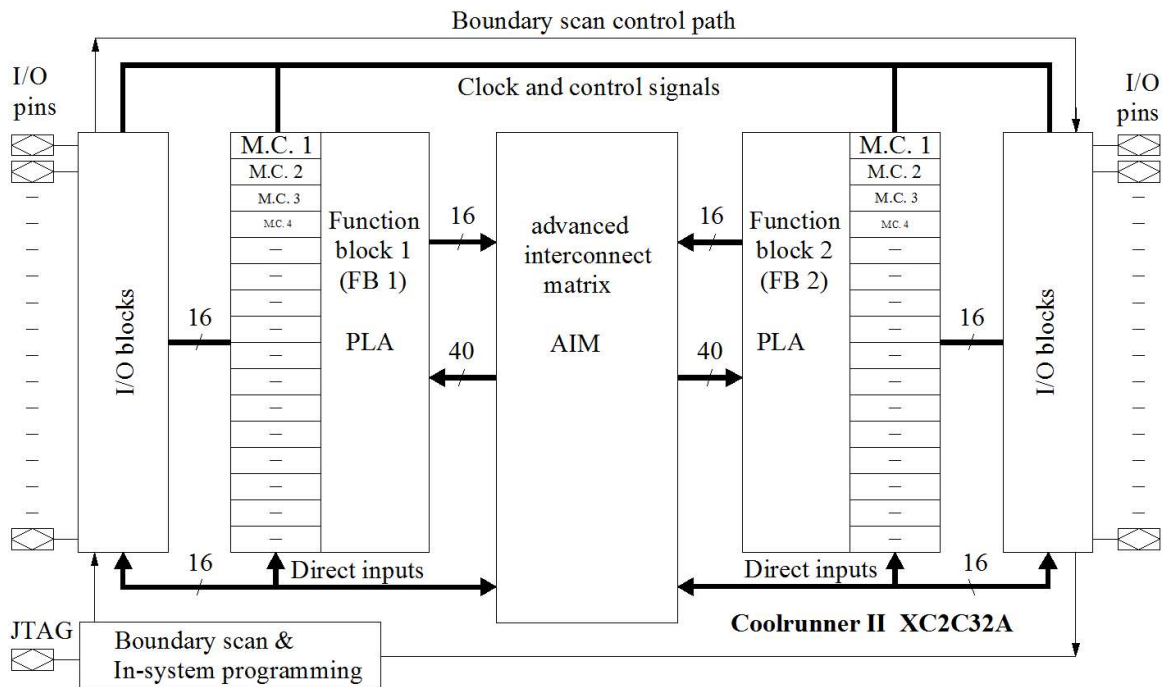 Boundary scan control path
I/O
pins
Clock and control signals
I/O
pins
M.C. 1
M.C. 2
M.C. 3
M.C. 4
Function
block 1
(FB 1)
PLA
16
40
advanced
interconnect
matrix
AIM
16
40
Function
block 2
(FB 2)
PLA
M.C. 1
M.C. 2
M.C. 3
M.C. 4
I/O blocks
16
16
I/O blocks
16
Direct inputs
Direct inputs
16
Coolrunner II XC2C32A
JTAG
Boundary scan &
In-system programming